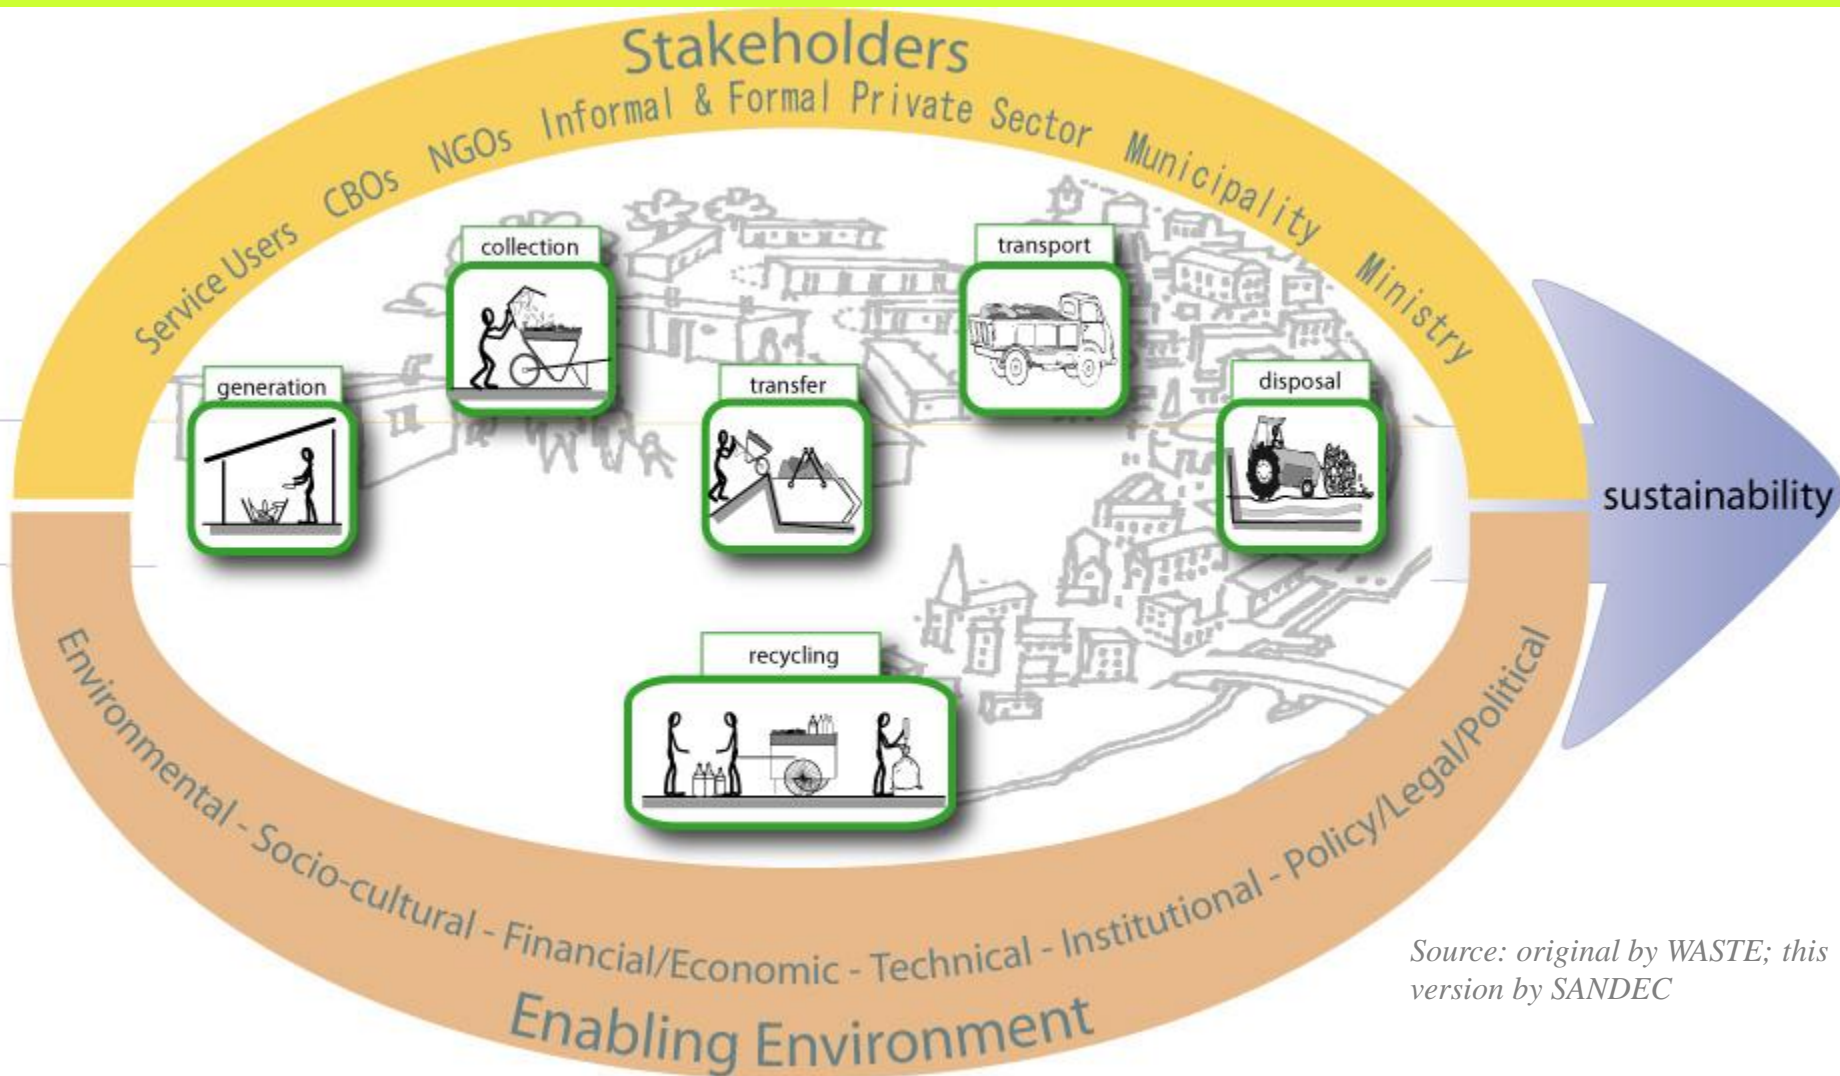 Stakeholders
Service Users CBOs NGOs Informal & Formal Private Sector Municipality Ministry
collection
transport
generation
transfer
disposal
sustainability
recycling
Environmental - Socio-cultural - Financial/Economic - Technical - Institutional - Policy/Legal/Political
Enabling Environment
Source: original by WASTE; this
version by SANDEC